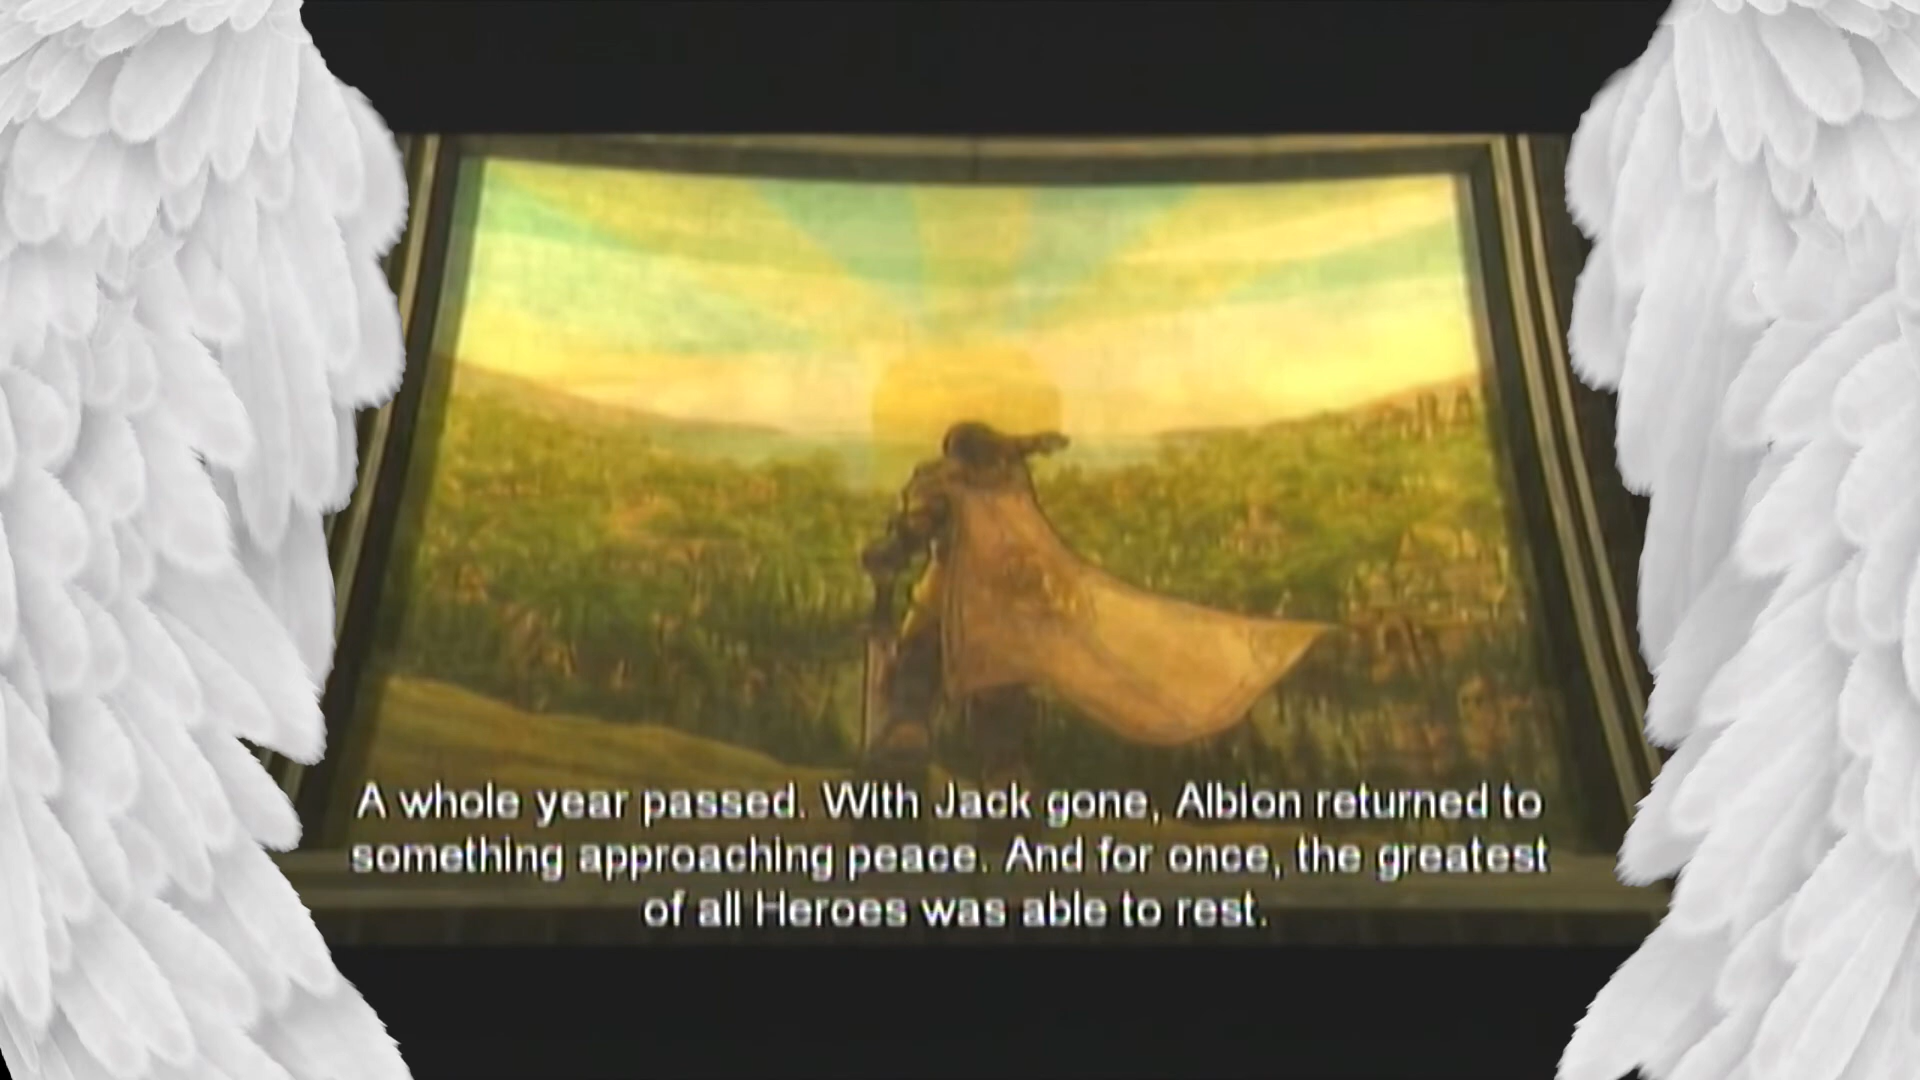 A whole year passed. With Jack gone, Albion returned to
something approaching peace. And for once, the greatest
of all Heroes was able to rest.